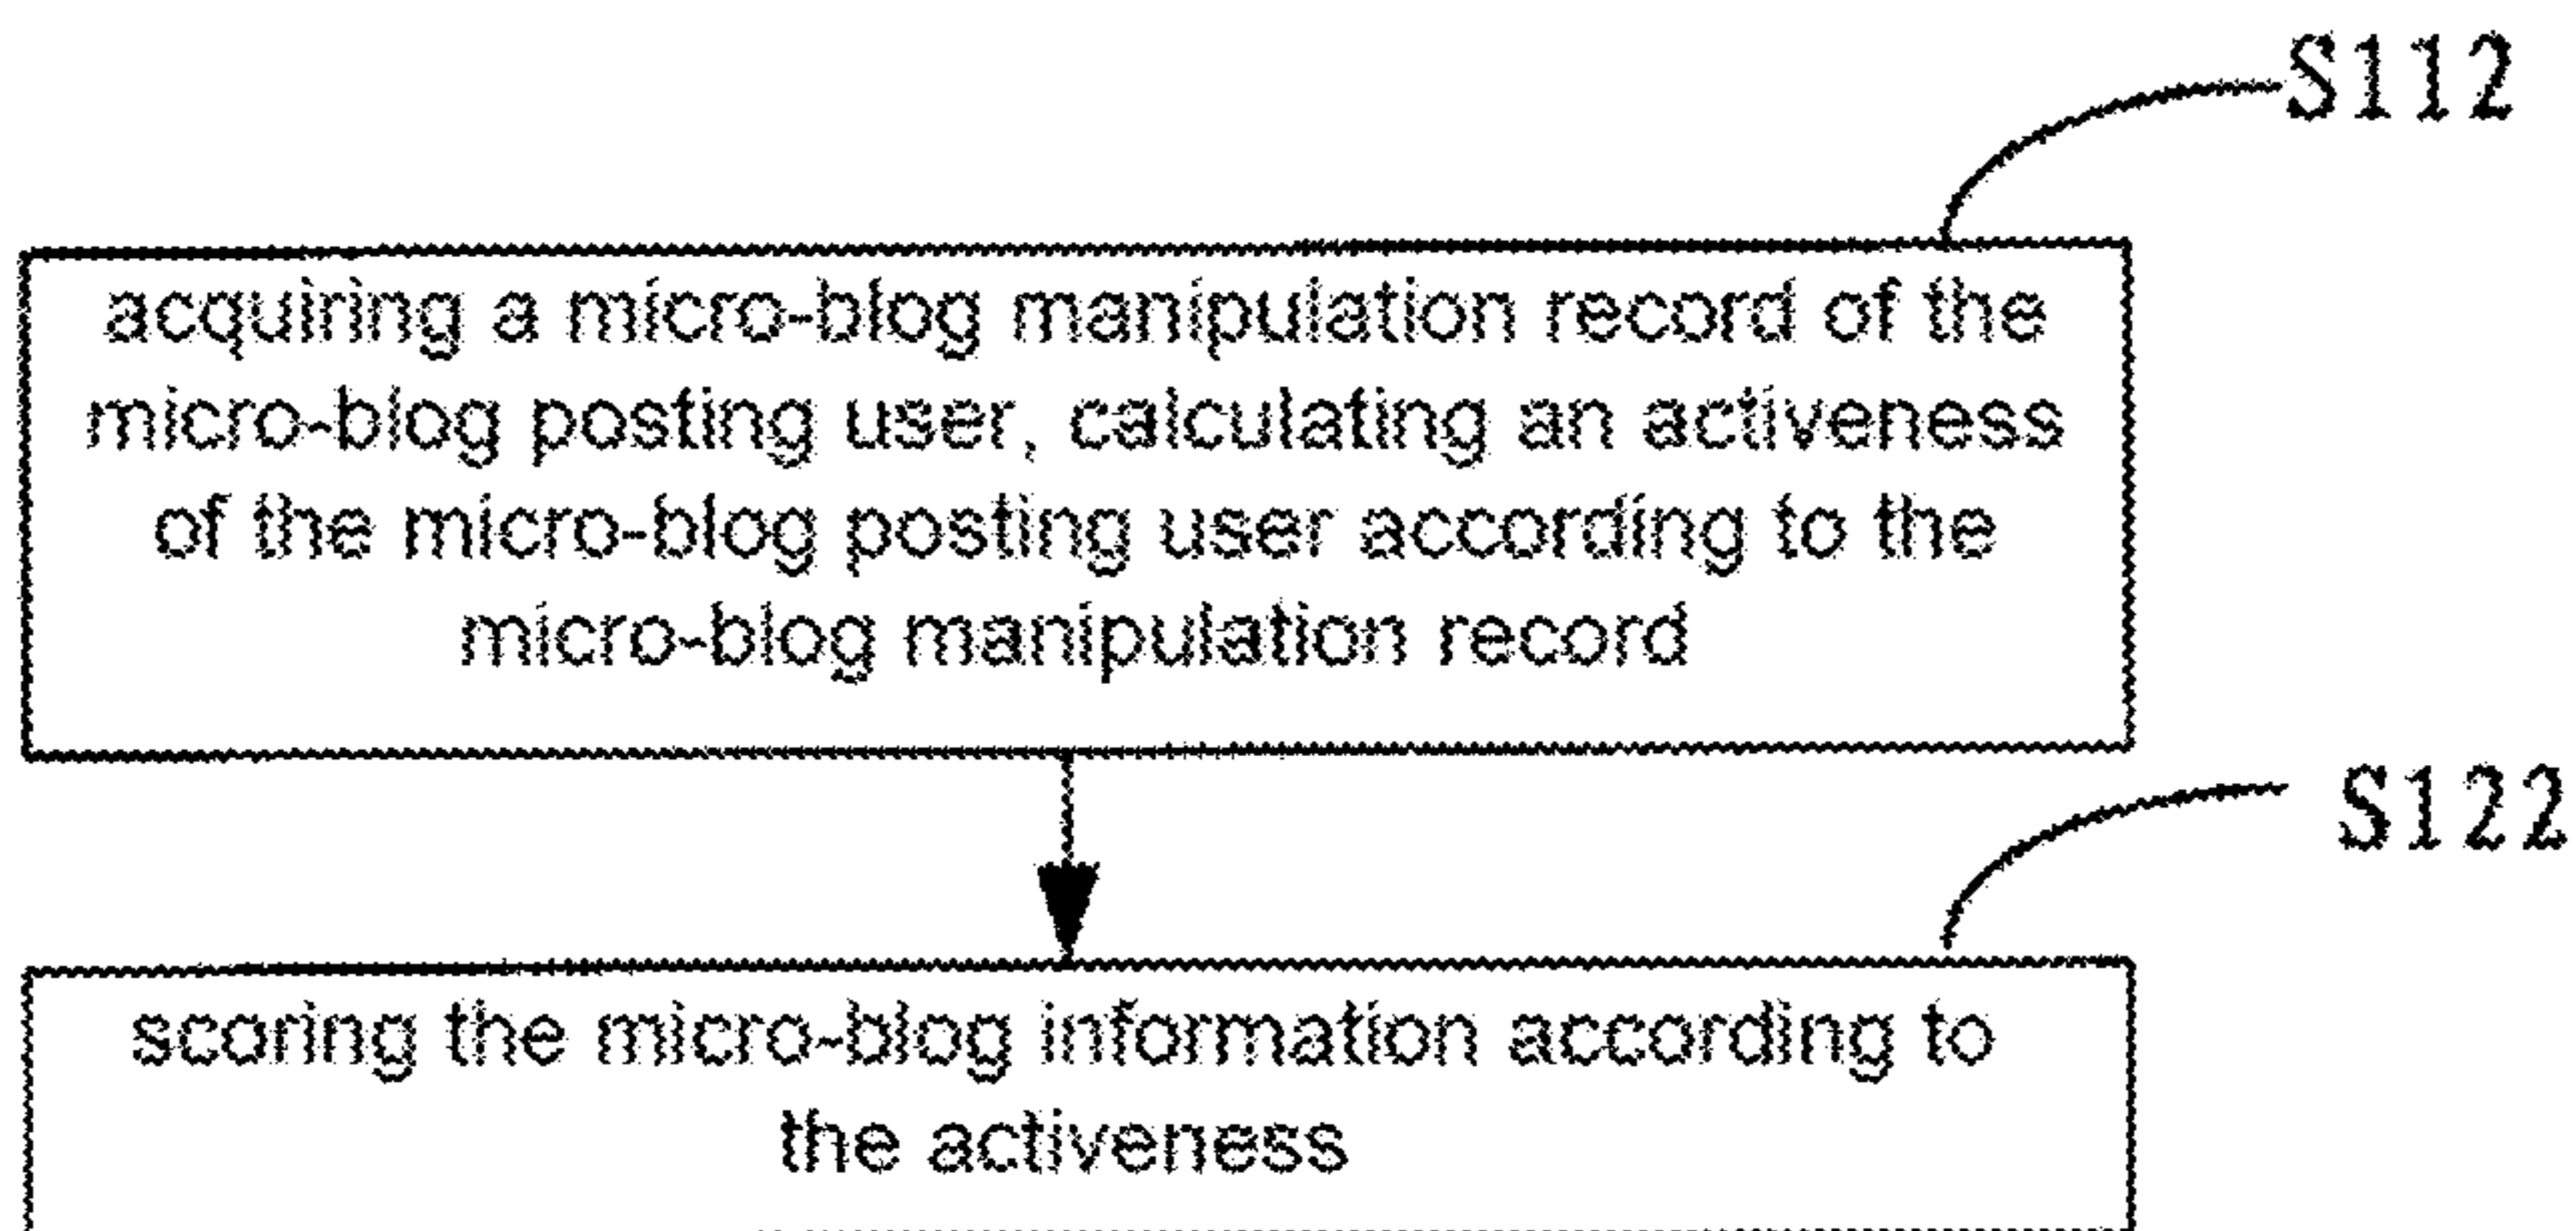 S112
acquiring a micro-blog manipulation record of the
micro-blog posting user, calculating an activeness
of the micro-blog posting user according to the
micro-blog manipulation record
S122
scoring the micro-blog information according to
the activeness